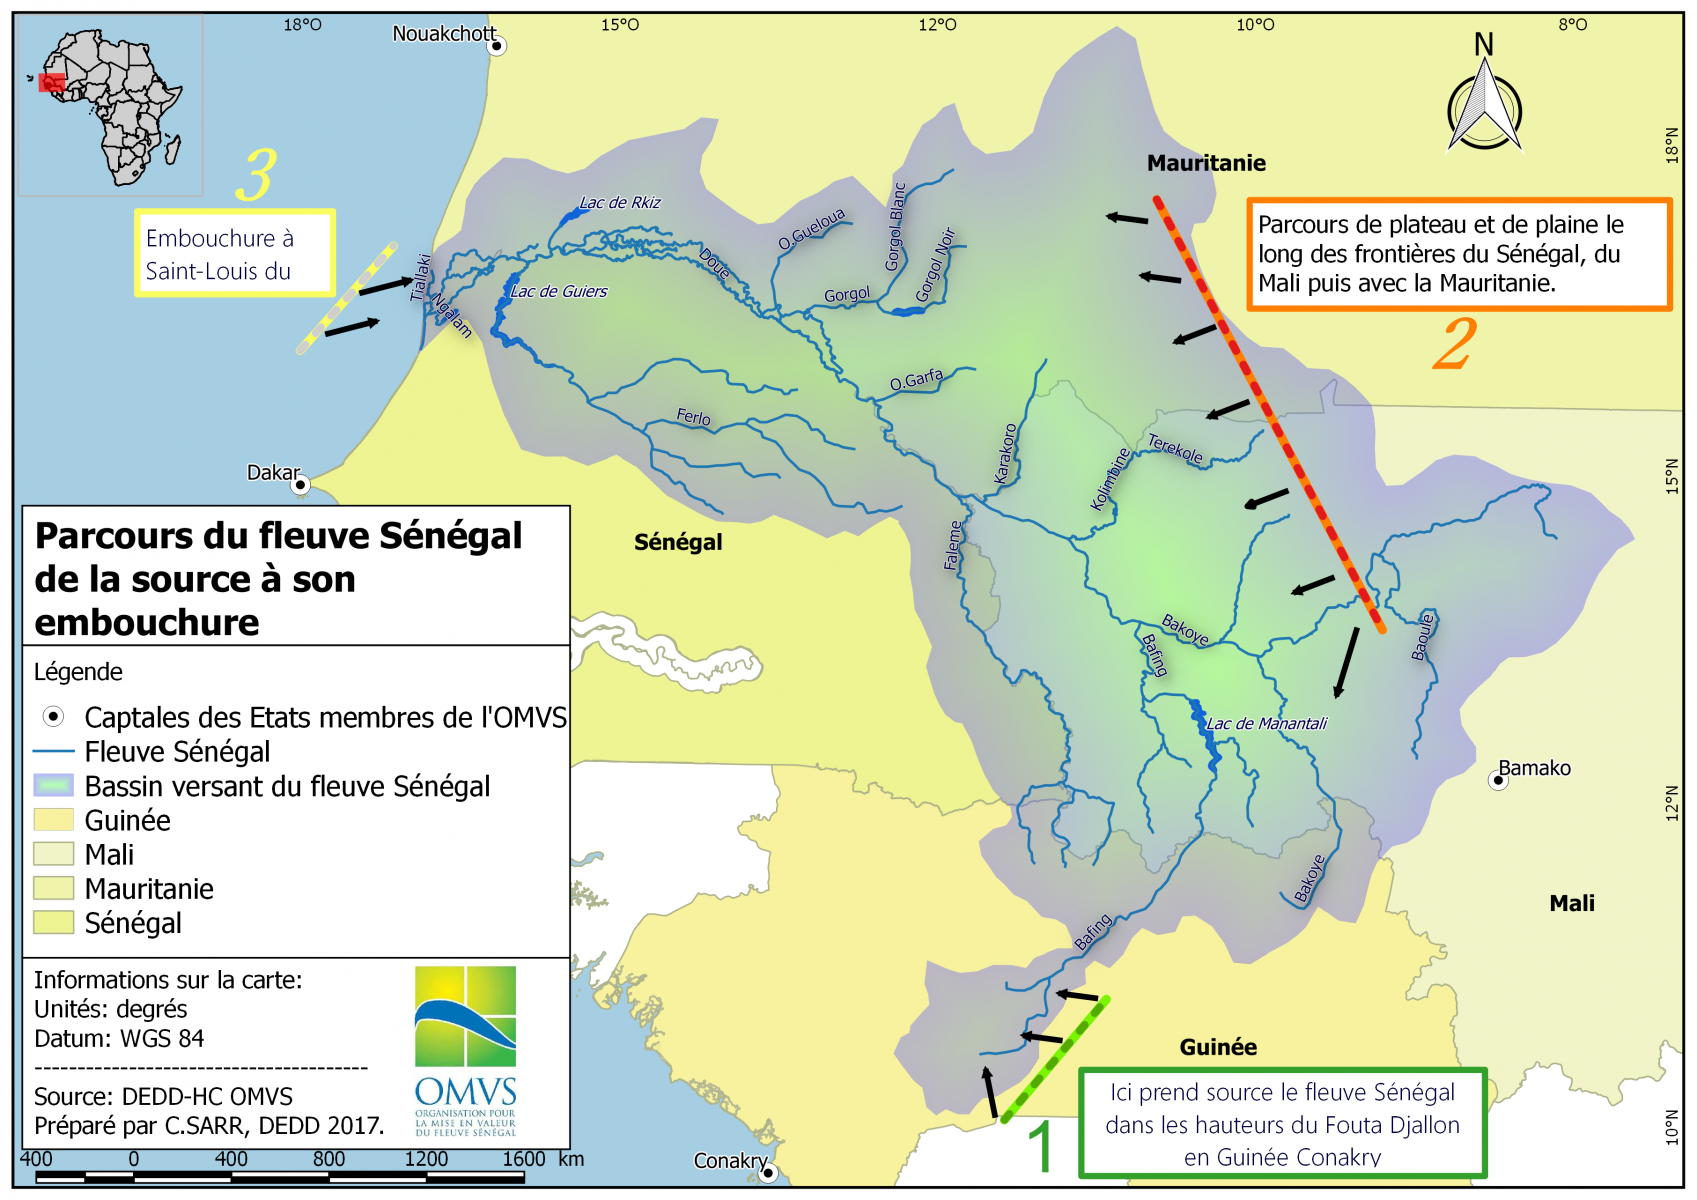 18°O
15°O
12°O
10°O
8°O
Nouakchott
N
18°N
Mauritanie
3
Embouchure à
Saint-Louis du
Parcours de plateau et de plaine le
long des frontières du Sénégal, du
Mali puis avec la Mauritanie.
2
Lac de Rkiz
O.Gueloua
Gorgol Blanc
Gorgol Noir
Tiallaki
Ngalam
Lac de Guiers
Doue
Gorgol
O.Garfa
Ferlo
Karakoro
Kolimbine
Terekole
Dakar
15°N
Sénégal
Faleme
Bakoye
Bafing
Baoule
Lac de Manantali
Bamako
12°N
Bakoye
Mali
Bafing
Guinée
Ici prend source le fleuve Sénégal
dans les hauteurs du Fouta Djallon
en Guinée Conakry
1
10°N
Conakry
Parcours du fleuve Sénégal
de la source à son
embouchure
Légende
Captales des Etats membres de l'OMVS
Fleuve Sénégal
Bassin versant du fleuve Sénégal
Guinée
Mali
Mauritanie
Sénégal
Informations sur la carte:
Unités: degrés
Datum: WGS 84
---------------------------------------
Source: DEDD-HC OMVS
Préparé par C.SARR, DEDD 2017.
OMVS
ORGANISATION POUR
LA MISE EN VALEUR
DU FLEUVE SÉNÉGAL
400 0 400 800 1200 1600 km